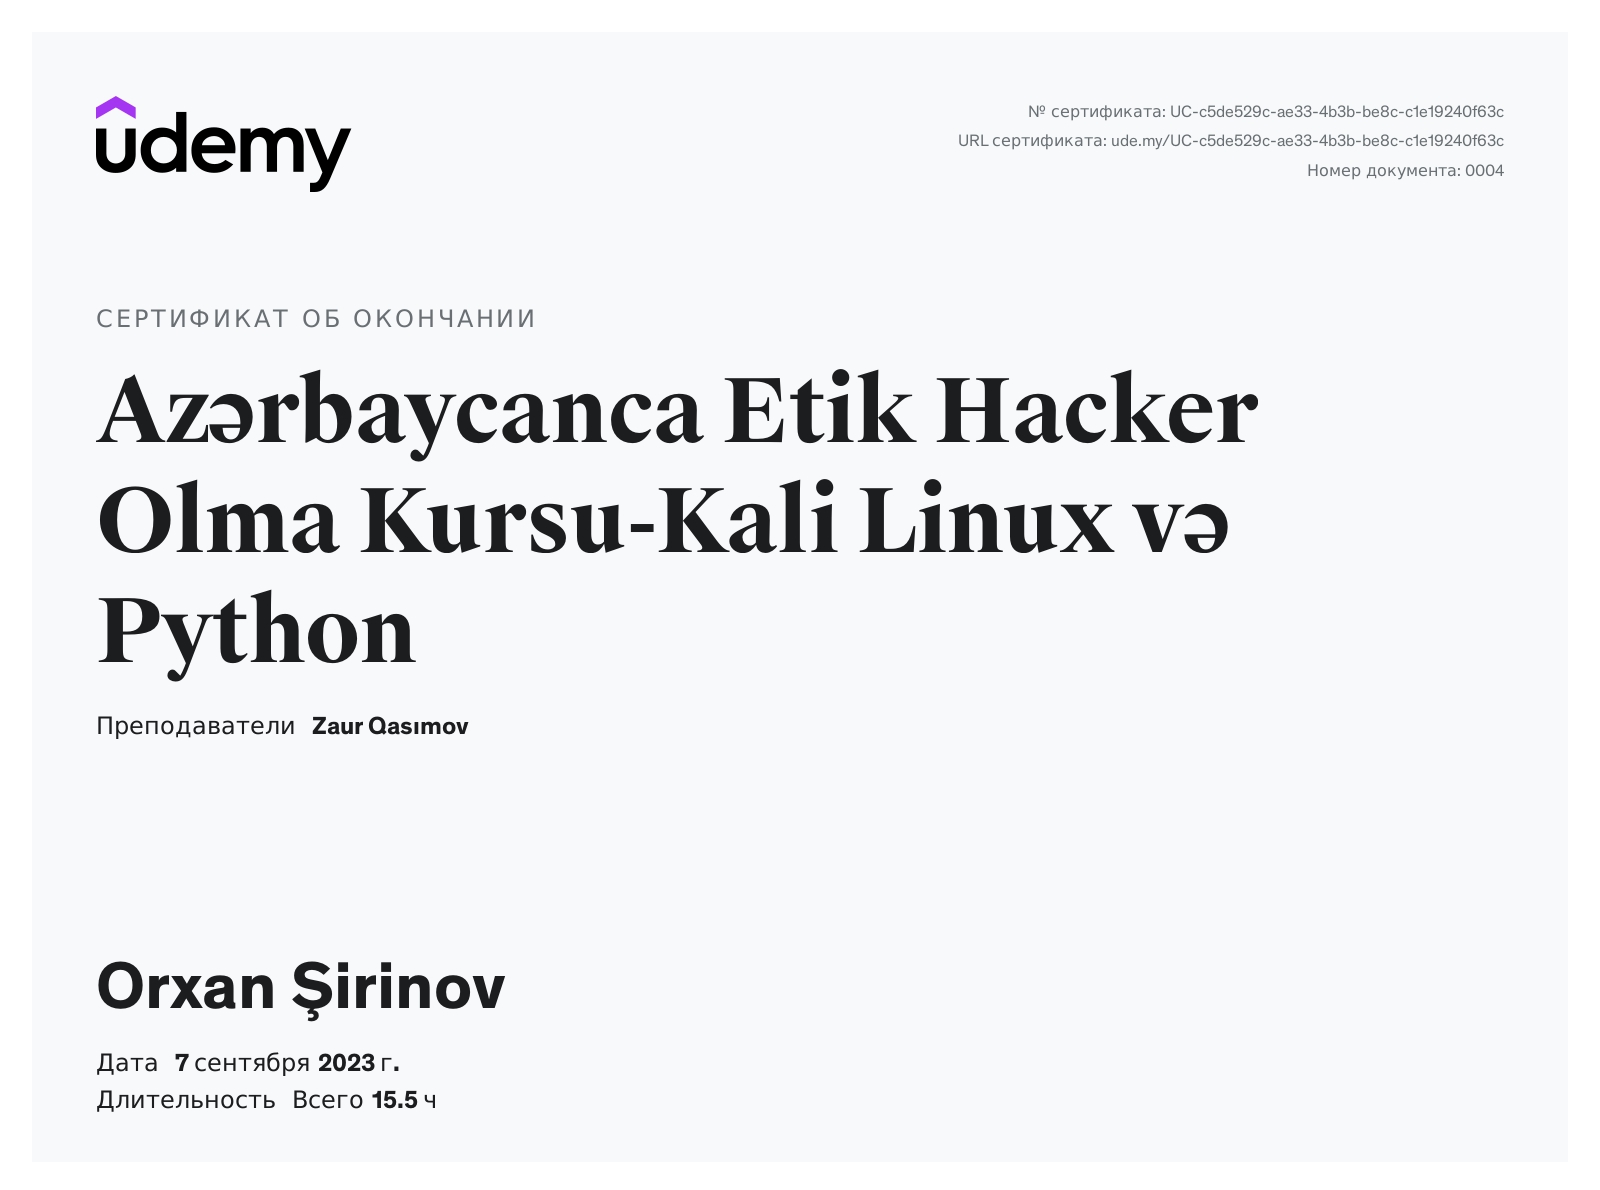 udemy
№ сертификата: UC-c5de529c-ae33-4b3b-be8c-c1e19240f63c
URL сертификата: ude.my/UC-c5de529c-ae33-4b3b-be8c-c1e19240f63c
Номер документа: 0004
СЕРТИФИКАТ ОБ ОКОНЧАНИИ
Azərbaycanca Etik Hacker
Olma Kursu-Kali Linux və
Python
Преподаватели Zaur Qasımov
Orxan Şirinov
Дата 7 сентября 2023 г.
Длительность Всего 15.5 ч